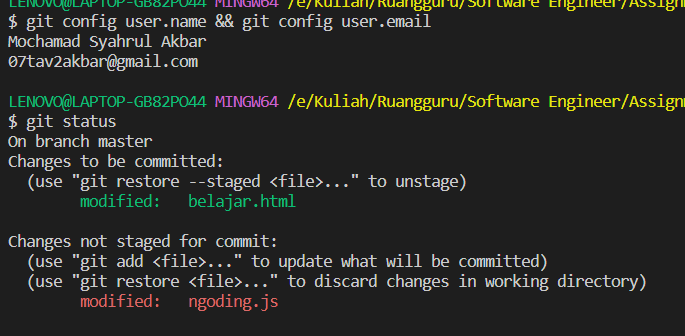 $ git config user.name && git config user.email
Mochamad Syahrul Akbar
07tav2akbar@gmail.com
LENOVO@LAPTOP-GB82PO44 MINGW64 /e/Kuliah/Ruangguru/Software Engineer/Assignm
$ git status
On branch master
Changes to be committed:
  (use "git restore --staged <file>..." to unstage)
        modified:   belajar.html
Changes not staged for commit:
  (use "git add <file>..." to update what will be committed)
  (use "git restore <file>..." to discard changes in working directory)
        modified:   ngoding.js